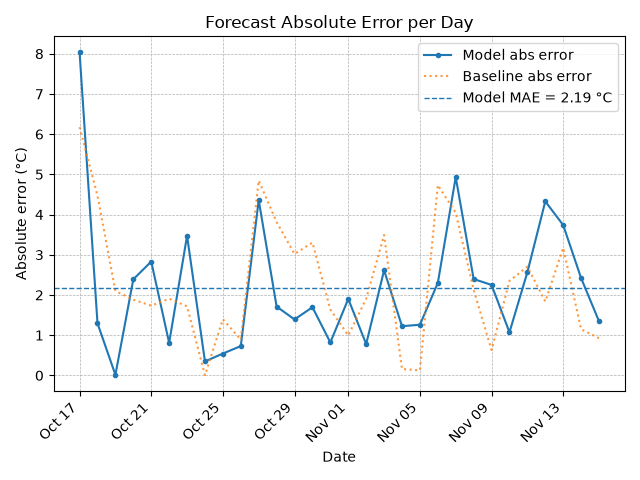 Forecast Absolute Error per Day
Model abs error
Baseline abs error
Model MAE = 2.19 °C
Absolute error (°C)
8
7
6
5
4
3
2
1
0
Oct 17
Oct 21
Oct 25
Oct 29
Nov 01
Nov 05
Nov 09
Nov 13
Date